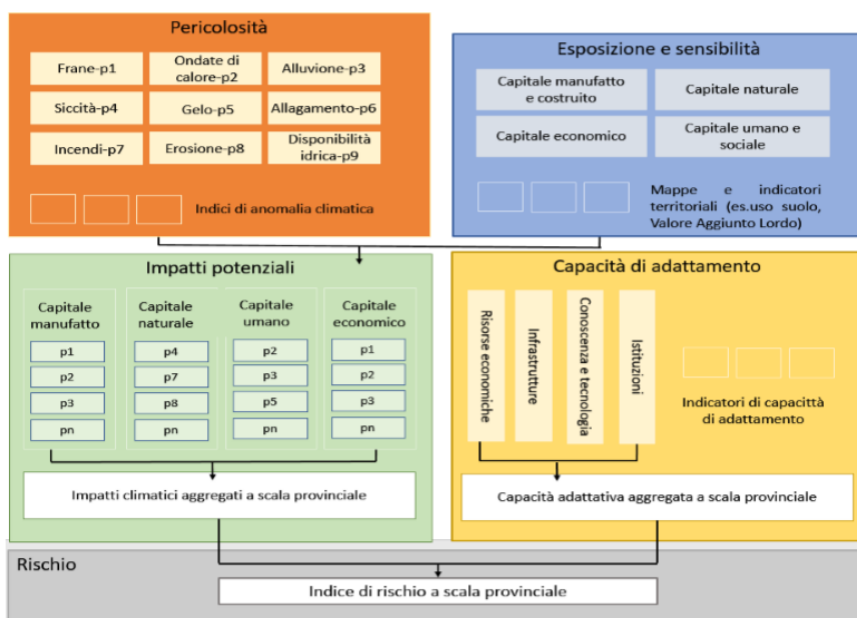 Pericolosità
Frane-p1
Ondate di
calore-p2
Alluvione-p3
Siccità-p4
Gelo-p5
Allagamento-p6
Incendi-p7
Erosione-p8
Disponibilità
idrica-p9
Indici di anomalia climatica
Esposizione e sensibilità
Capitale manufatto
e costruito
Capitale naturale
Capitale economico
Capitale umano e
sociale
Mappe e indicatori
territoriali (es.uso suolo,
Valore Aggiunto Lordo)
Impatti potenziali
Capitale
manufatto
p1
p2
p3
pn
Capitale
naturale
p4
p7
p8
pn
Capitale
umano
p2
p3
p5
pn
Capitale
economico
p1
p2
p3
pn
Impatti climatici aggregati a scala provinciale
Capacità di adattamento
Risorse economiche
Infrastrutture
Conoscenza e tecnologia
Istituzioni
Indicatori di capacittà
di adattamento
Capacità adattativa aggregata a scala provinciale
Rischio
Indice di rischio a scala provinciale